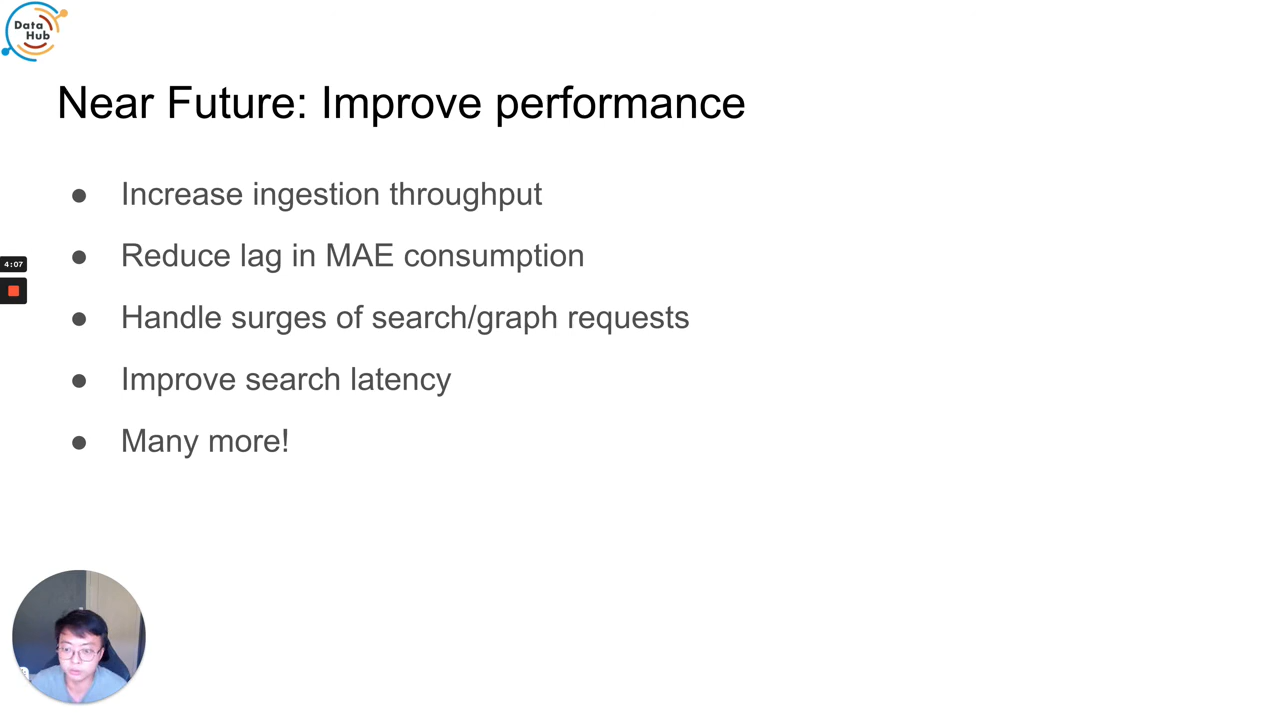 Data
Hub
Near Future: Improve performance
● Increase ingestion throughput
● Reduce lag in MAE consumption
4:07
● Handle surges of search/graph requests
● Improve search latency
● Many more!